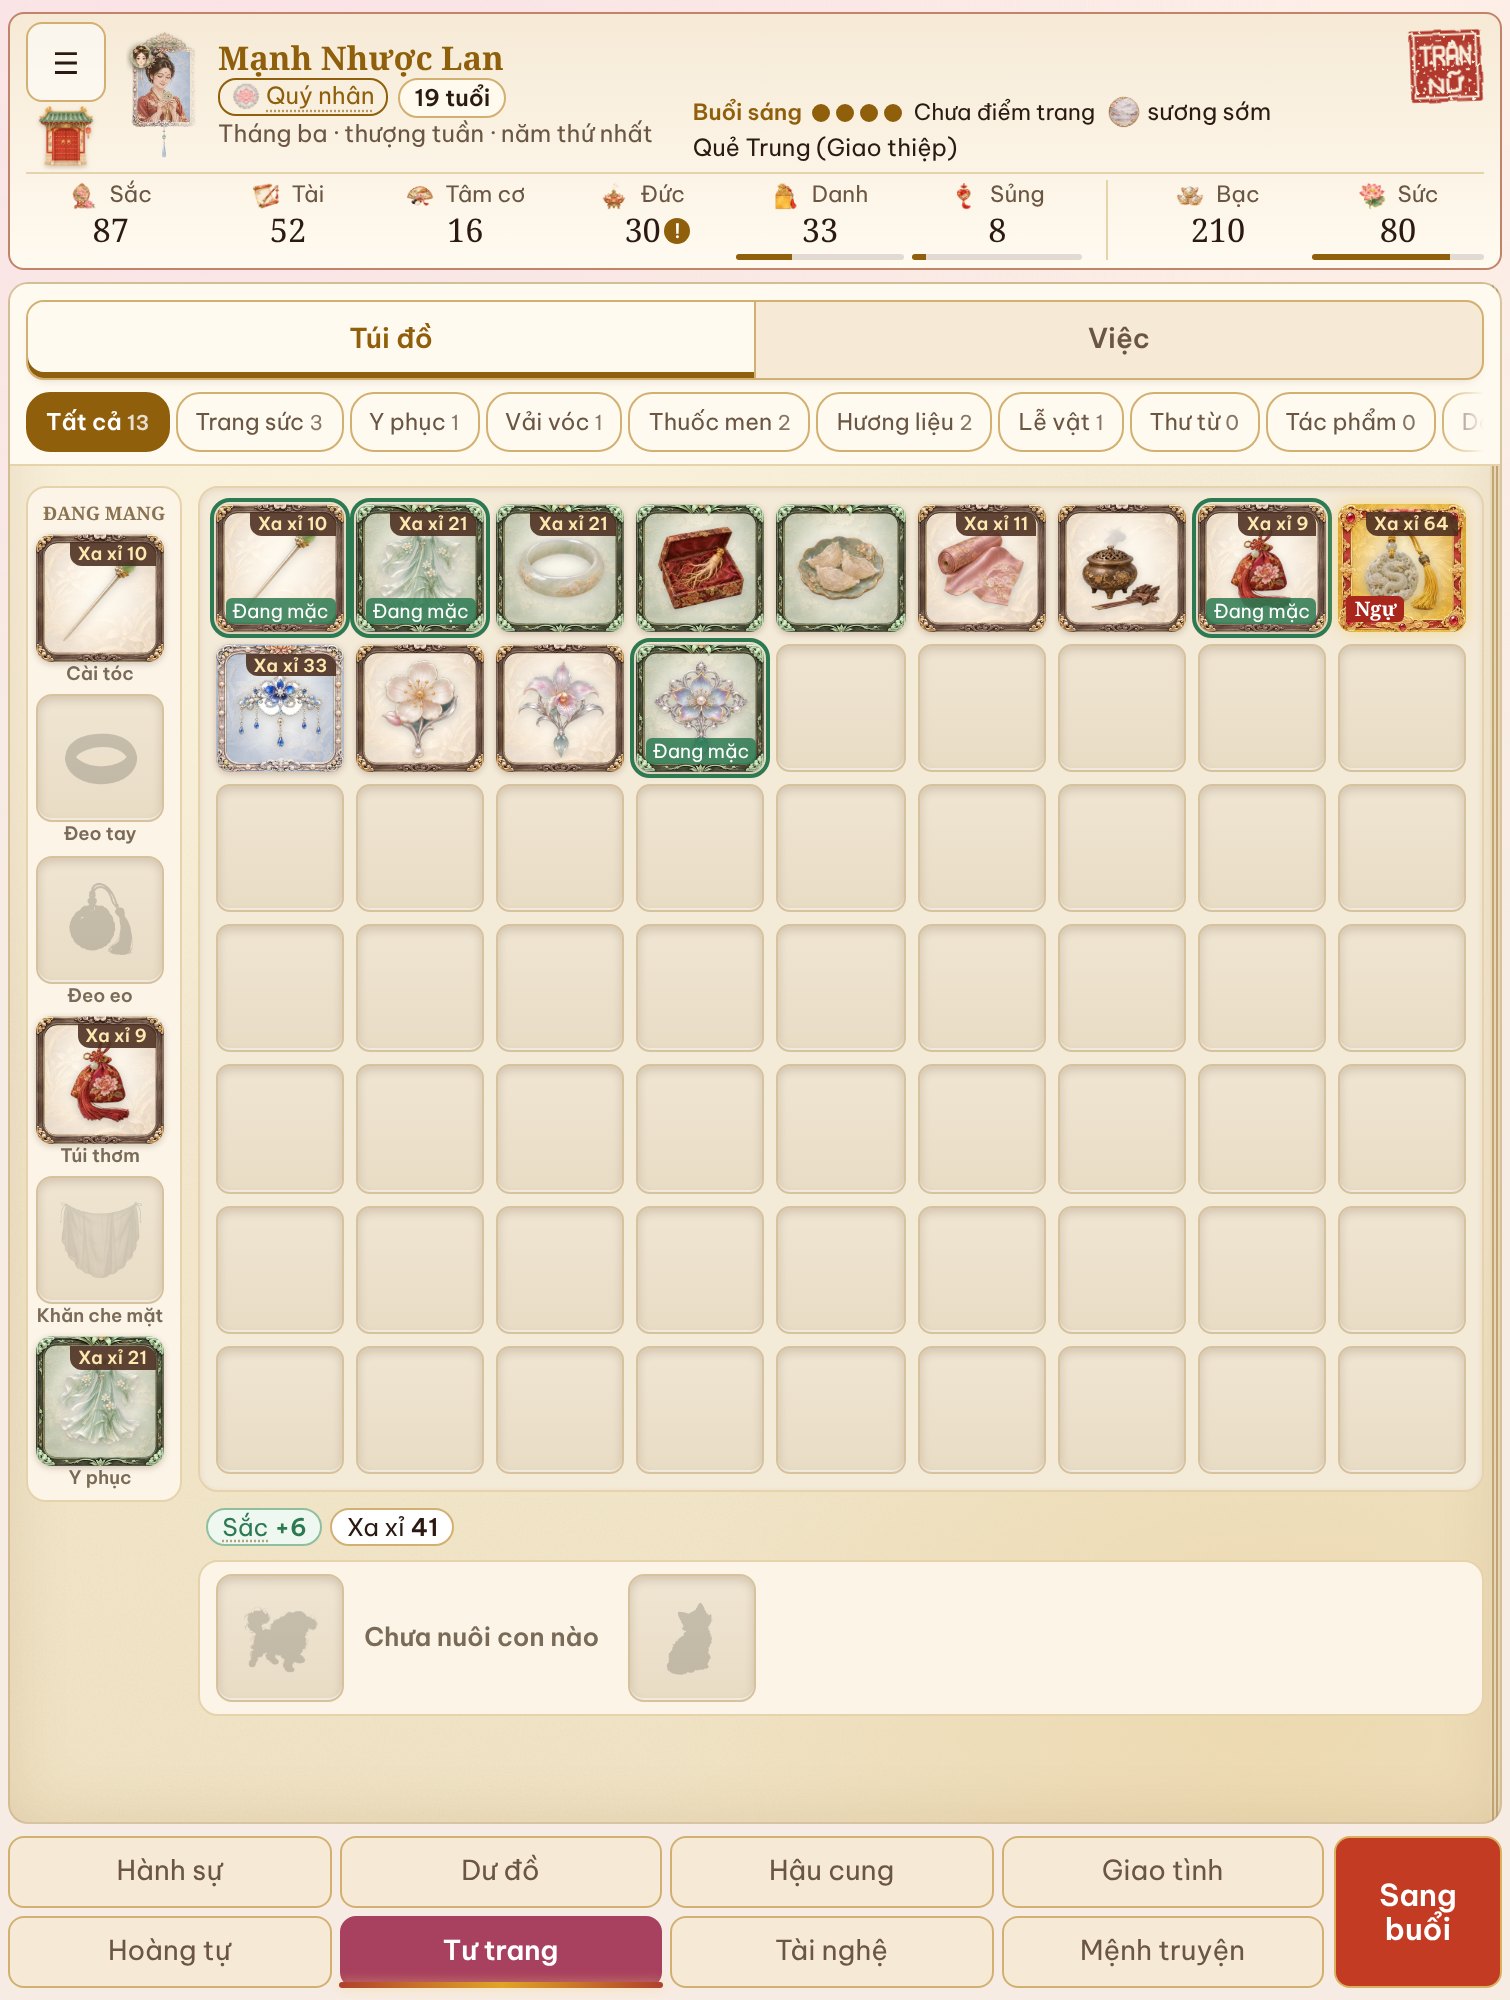 ☰
Mạnh Nhược Lan
Quý nhân
19 tuổi
Tháng ba · thượng tuần · năm thứ nhất
Buổi sáng Chưa điểm trang sương sớm
Quẻ Trung (Giao thiệp)
TRÂN NỮ
Sắc Tài Tâm cơ Đức Danh Sủng Bạc Sức
87 52 16 30 ! 33 8 210 80
Túi đồ Việc
Tất cả 13 Trang sức 3 Y phục 1 Vải vóc 1 Thuốc men 2 Hương liệu 2 Lễ vật 1 Thư từ 0 Tác phẩm 0
ĐANG MANG
Xa xỉ 10
Cài tóc
Đeo tay
Đeo eo
Xa xỉ 9
Túi thơm
Khăn che mặt
Xa xỉ 21
Y phục
Xa xỉ 10 Xa xỉ 21 Xa xỉ 21 Xa xỉ 11 Xa xỉ 9 Xa xỉ 64
Đang mặc Đang mặc Đang mặc Ngự
Xa xỉ 33
Đang mặc
Sắc +6 Xa xỉ 41
Chưa nuôi con nào
Hành sự Dư đồ Hậu cung Giao tình
Hoàng tự Tư trang Tài nghệ Mệnh truyện
Sang
buổi